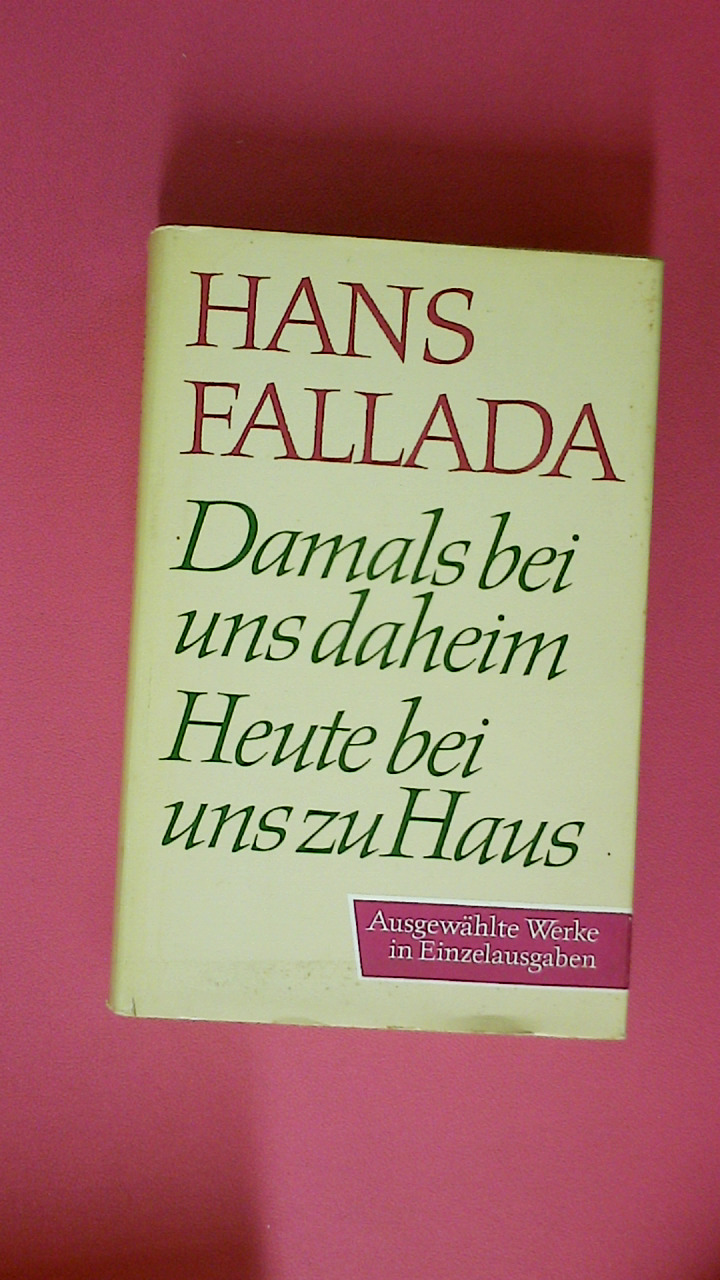 HANS
FALLADA
Damals bei
uns daheim
Heute bei
uns zu Haus
Ausgewählte Werke
in Einzelausgaben